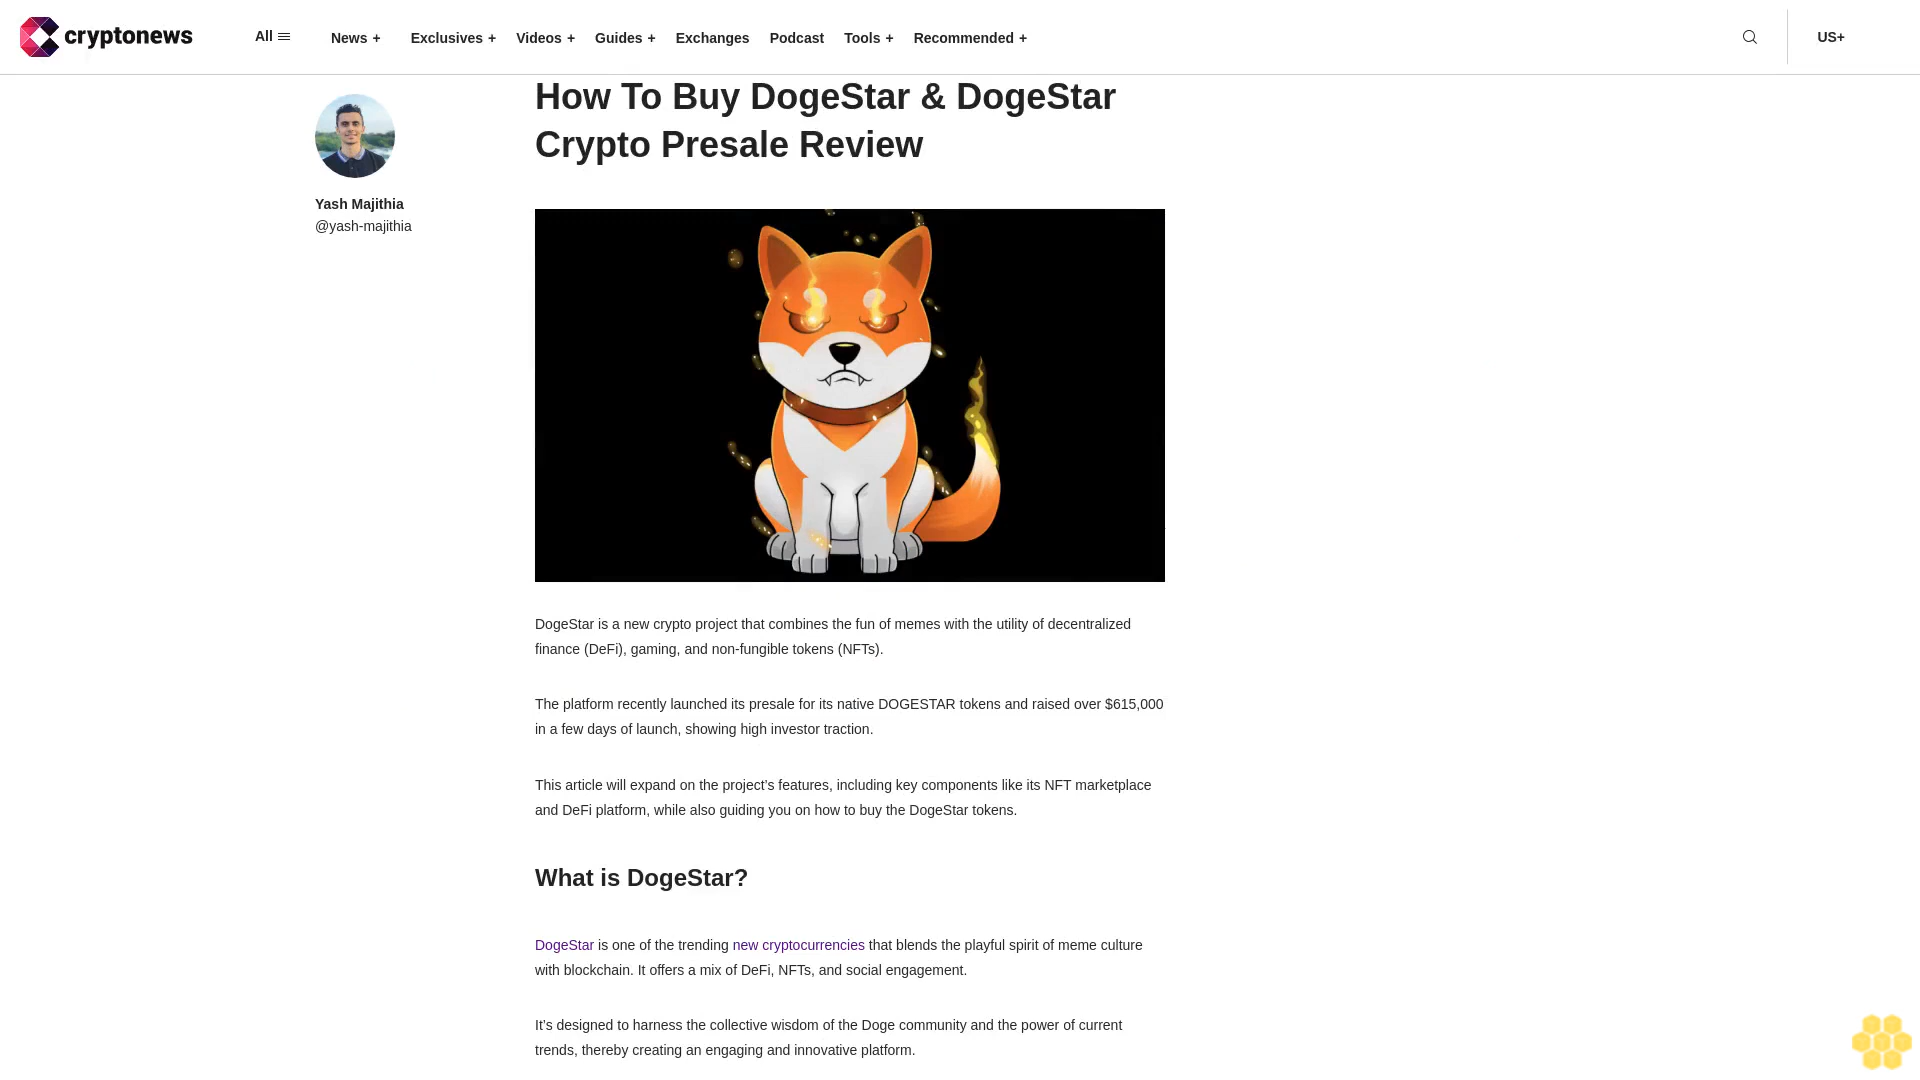 cryptonews
All
News +
Exclusives +
Videos +
Guides +
Exchanges
Podcast
Tools +
Recommended +
US+
Yash Majithia
@yash-majithia
How To Buy DogeStar & DogeStar
Crypto Presale Review
DogeStar is a new crypto project that combines the fun of memes with the utility of decentralized
finance (DeFi), gaming, and non-fungible tokens (NFTs).
The platform recently launched its presale for its native DOGESTAR tokens and raised over $615,000
in a few days of launch, showing high investor traction.
This article will expand on the project’s features, including key components like its NFT marketplace
and DeFi platform, while also guiding you on how to buy the DogeStar tokens.
What is DogeStar?
DogeStar is one of the trending new cryptocurrencies that blends the playful spirit of meme culture
with blockchain. It offers a mix of DeFi, NFTs, and social engagement.
It’s designed to harness the collective wisdom of the Doge community and the power of current
trends, thereby creating an engaging and innovative platform.